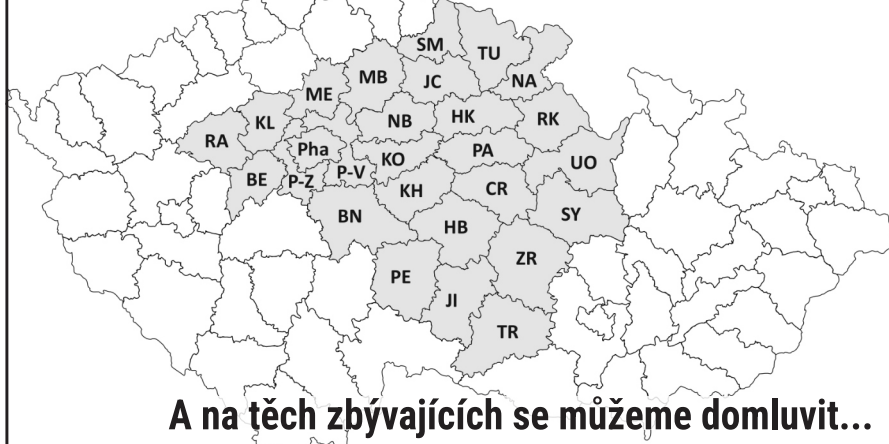 SM
TU
MB
JC
NA
ME
KL
NB
HK
RK
RA
Pha
KO
PA
UO
BE
P-Z
P-V
KH
CR
BN
HB
SY
ZR
PE
JI
TR
A na těch zbývajících se můžeme domluvit...